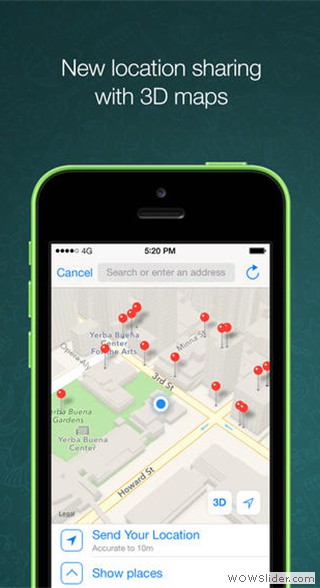 New location sharing
with 3D maps
4G 5:20 PM
Cancel Search or enter an address
Minna St
Yerba Buena
Center
For the Arts
Opera Aly
3rd St
Yerba Buena
Gardens
Yerba Buena
Center
Howard St
3D
Legal
Send Your Location
Accurate to 10m
Show places
WOWSlider.com